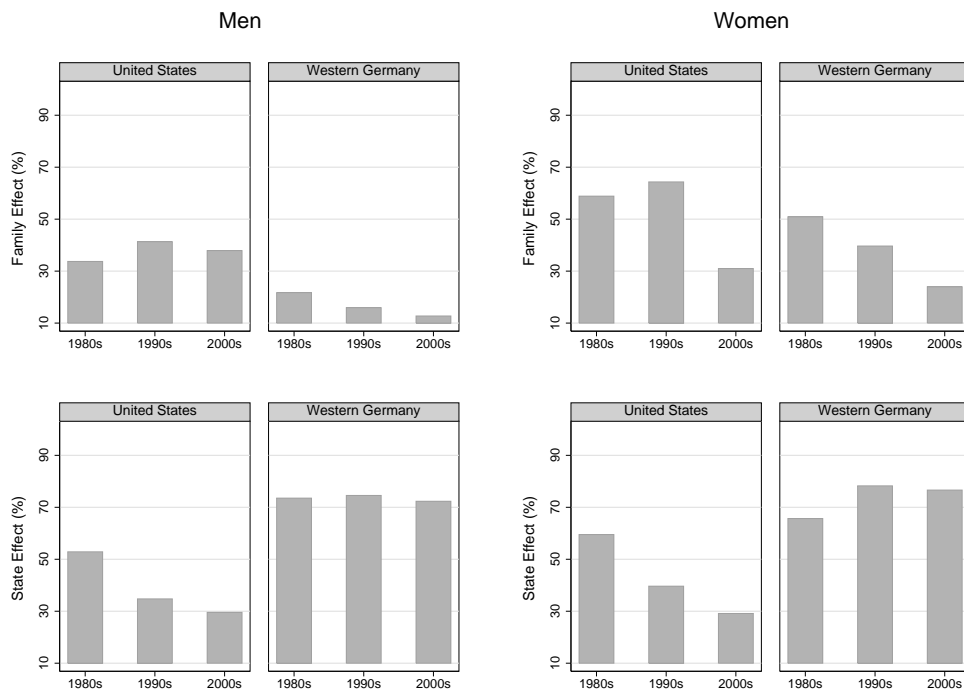 Men
Women
United States
Western Germany
United States
Western Germany
Family Effect (%)
90
70
50
30
10
1980s 1990s 2000s
1980s 1990s 2000s
Family Effect (%)
90
70
50
30
10
1980s 1990s 2000s
1980s 1990s 2000s
United States
Western Germany
United States
Western Germany
State Effect (%)
90
70
50
30
10
1980s 1990s 2000s
1980s 1990s 2000s
State Effect (%)
90
70
50
30
10
1980s 1990s 2000s
1980s 1990s 2000s